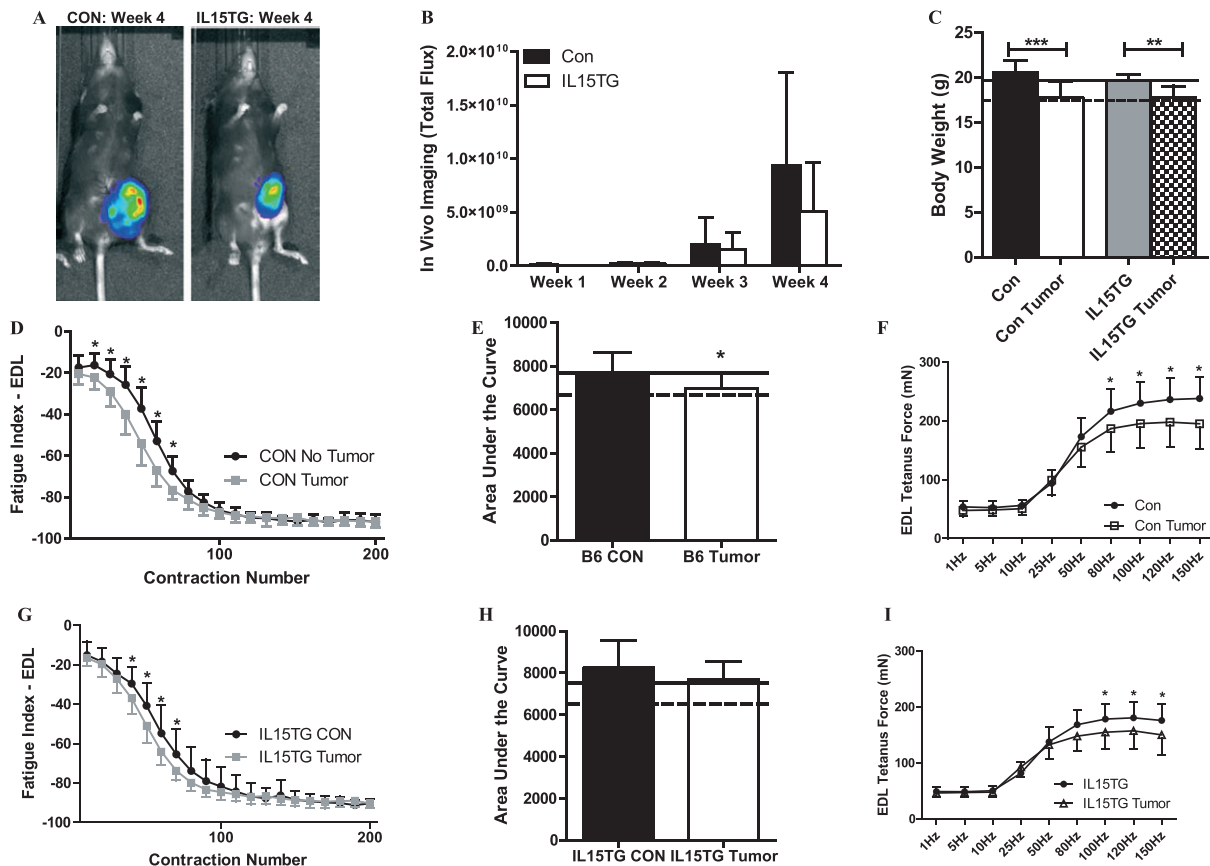 A
CON: Week 4
IL15TG: Week 4
B
In Vivo Imaging (Total Flux)
2.0×10¹⁰
1.5×10¹⁰
1.0×10¹⁰
5.0×10⁰⁹
0.0
Con
IL15TG
Week 1
Week 2
Week 3
Week 4
C
Body Weight (g)
25
20
15
10
5
0
***
**
Con
Con Tumor
IL15TG
IL15TG Tumor
D
Fatigue Index - EDL
0
-20
-40
-60
-80
-100
* * * * * * *
CON No Tumor
CON Tumor
100
200
Contraction Number
E
Area Under the Curve
10000
8000
6000
4000
2000
0
*
B6 CON
B6 Tumor
F
EDL Tetanus Force (mN)
300
200
100
0
* * * *
Con
Con Tumor
1Hz
5Hz
10Hz
25Hz
50Hz
80Hz
100Hz
120Hz
150Hz
G
Fatigue Index - EDL
0
-20
-40
-60
-80
-100
* * * *
IL15TG CON
IL15TG Tumor
100
200
Contraction Number
H
Area Under the Curve
10000
8000
6000
4000
2000
0
IL15TG CON
IL15TG Tumor
I
EDL Tetanus Force (mN)
300
200
100
0
* * *
IL15TG
IL15TG Tumor
1Hz
5Hz
10Hz
25Hz
50Hz
80Hz
100Hz
120Hz
150Hz